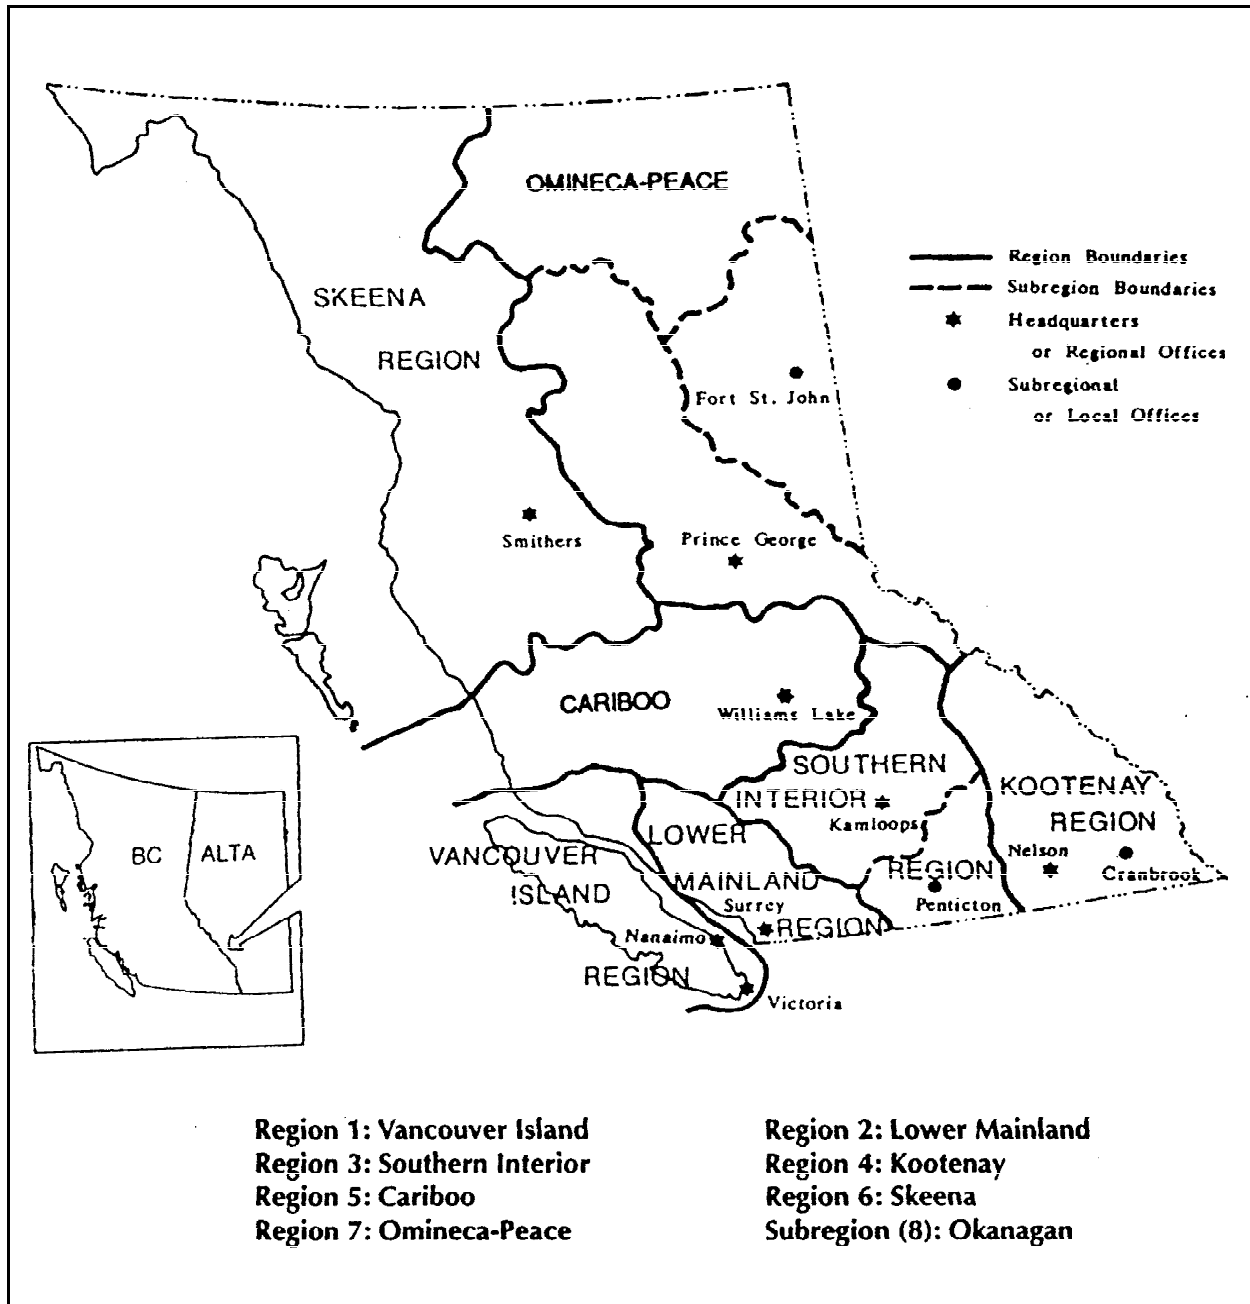 OMINECA-PEACE
SKEENA
REGION
Region Boundaries
Subregion Boundaries
Headquarters
or Regional Offices
Subregional
or Local Offices
Fort St. John
Smithers
Prince George
CARIBOO
Williams Lake
SOUTHERN
INTERIOR
Kamloops
REGION
Penticton
KOOTENAY
REGION
Nelson
Cranbrook
LOWER
MAINLAND
Surrey
REGION
VANCOUVER
ISLAND
Nanaimo
REGION
Victoria
BC
ALTA
Region 1: Vancouver Island
Region 2: Lower Mainland
Region 3: Southern Interior
Region 4: Kootenay
Region 5: Cariboo
Region 6: Skeena
Region 7: Omineca-Peace
Subregion (8): Okanagan